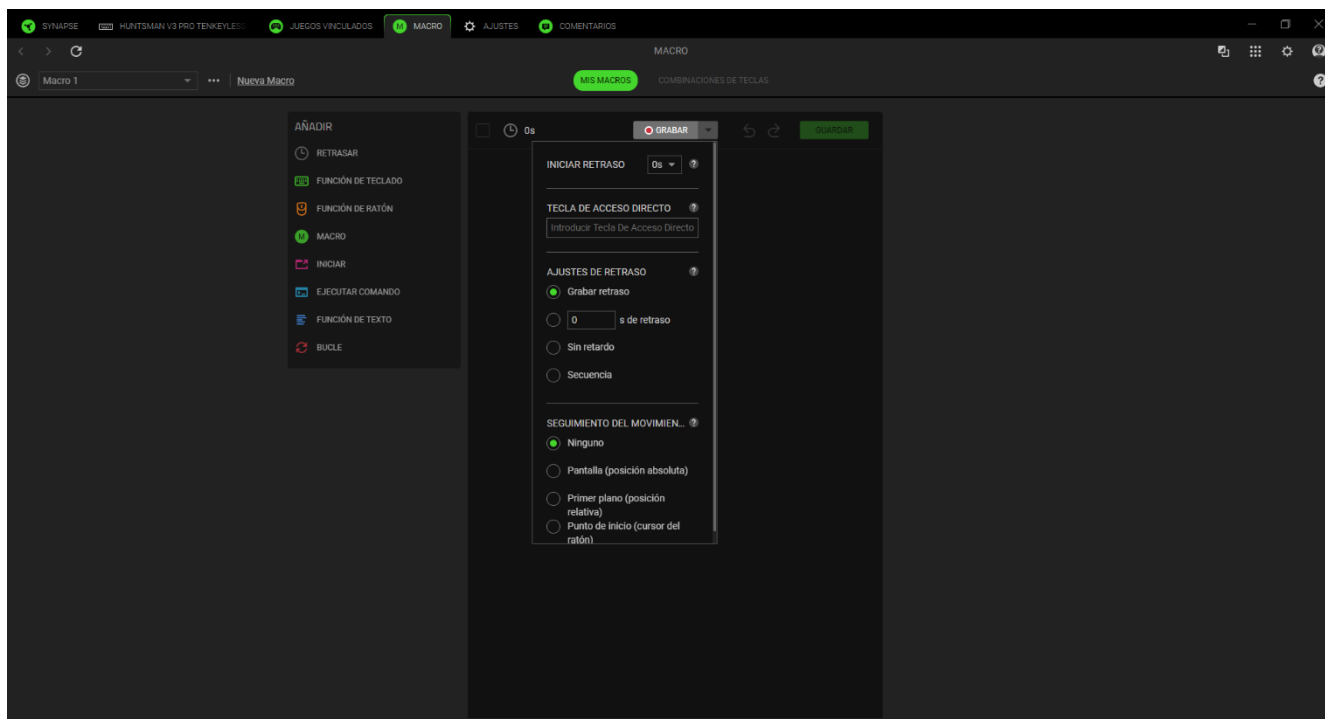 SYNAPSE HUNTSMAN V3 PRO TENKEYLESS JUEGOS VINCULADOS M MACRO AJUSTES COMENTARIOS
MACRO
Macro 1 Nueva Macro MIS MACROS COMBINACIONES DE TECLAS
AÑADIR
RETRASAR
FUNCIÓN DE TECLADO
FUNCIÓN DE RATÓN
M MACRO
INICIAR
EJECUTAR COMANDO
FUNCIÓN DE TEXTO
BUCLE
0s GRABAR GUARDAR
INICIAR RETRASO 0s ?
TECLA DE ACCESO DIRECTO ?
Introducir Tecla De Acceso Directo
AJUSTES DE RETRASO ?
Grabar retraso
0 s de retraso
Sin retardo
Secuencia
SEGUIMIENTO DEL MOVIMIEN... ?
Ninguno
Pantalla (posición absoluta)
Primer plano (posición
relativa)
Punto de inicio (cursor del
ratón)